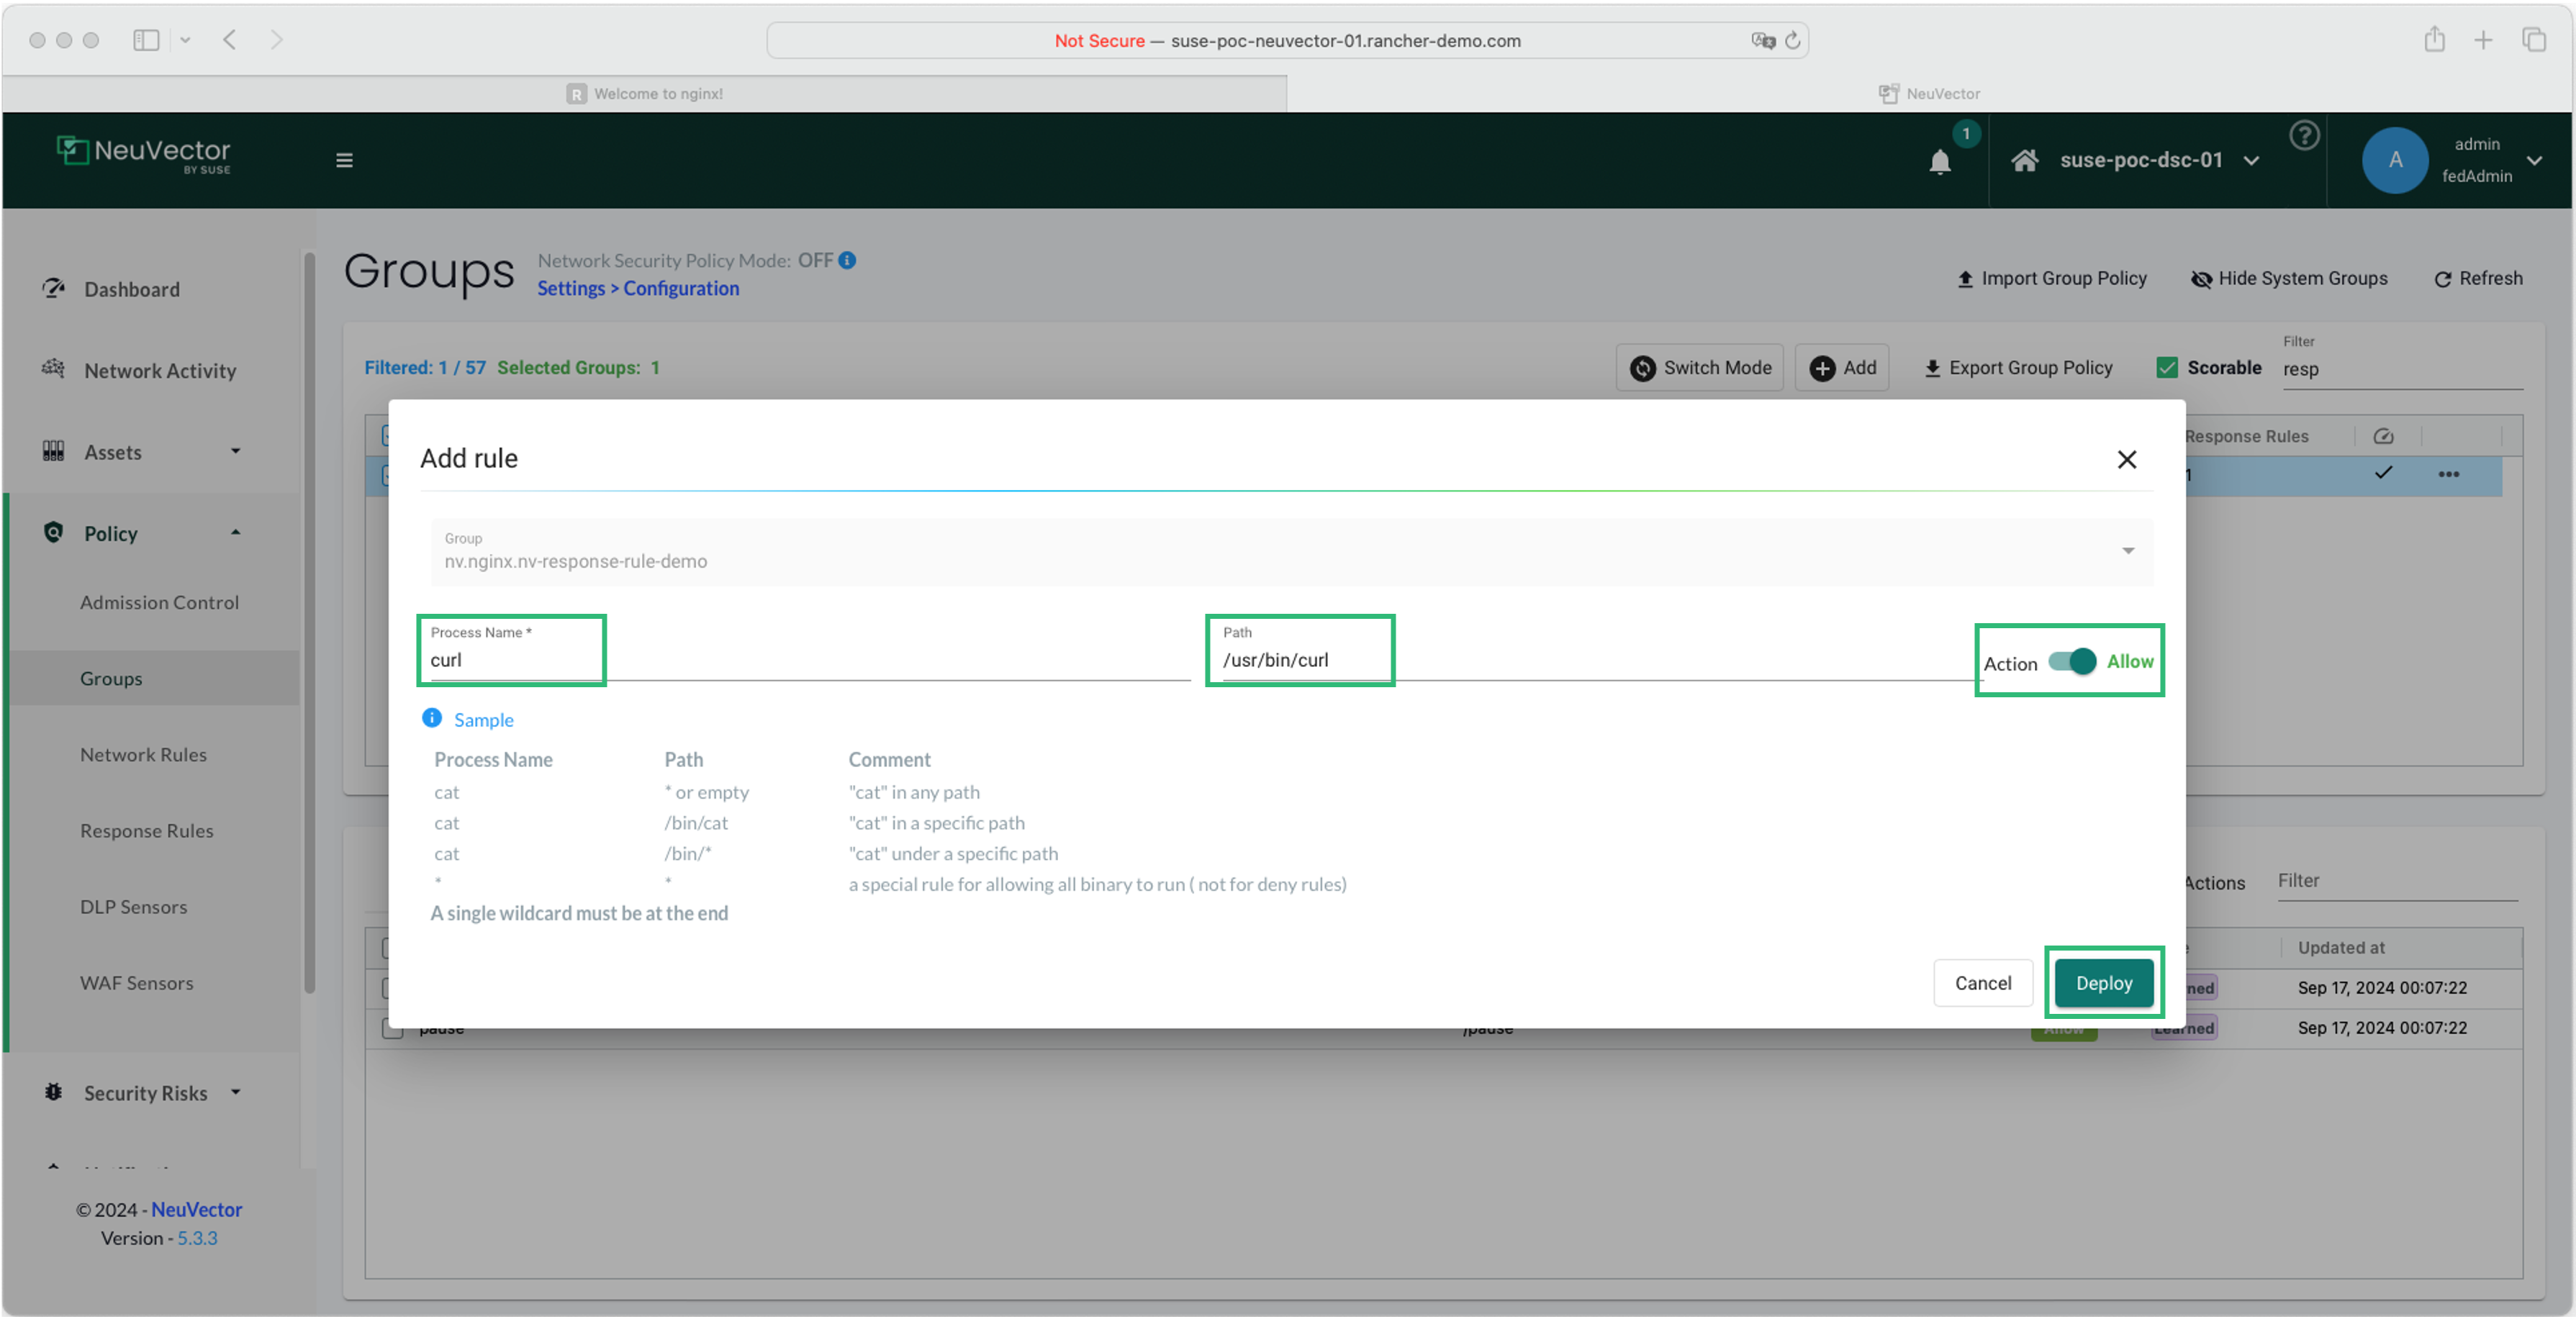 Not Secure — suse-poc-neuvector-01.rancher-demo.com
R Welcome to nginx!
NeuVector
NeuVector
BY SUSE
1
suse-poc-dsc-01
A
admin
fedAdmin
Dashboard
Network Activity
Assets
Policy
Admission Control
Groups
Network Rules
Response Rules
DLP Sensors
WAF Sensors
Security Risks
© 2024 - NeuVector
Version - 5.3.3
Groups
Network Security Policy Mode: OFF
Settings > Configuration
Import Group Policy
Hide System Groups
Refresh
Filtered: 1 / 57 Selected Groups: 1
Switch Mode
Add
Export Group Policy
Scorable
Filter
resp
Response Rules
1
Add rule
Group
nv.nginx.nv-response-rule-demo
Process Name *
curl
Path
/usr/bin/curl
Action Allow
Sample
Process Name Path Comment
cat * or empty "cat" in any path
cat /bin/cat "cat" in a specific path
cat /bin/* "cat" under a specific path
* * a special rule for allowing all binary to run ( not for deny rules)
A single wildcard must be at the end
Cancel
Deploy
Actions
Filter
Updated at
Sep 17, 2024 00:07:22
pause /pause Allow Learned Sep 17, 2024 00:07:22